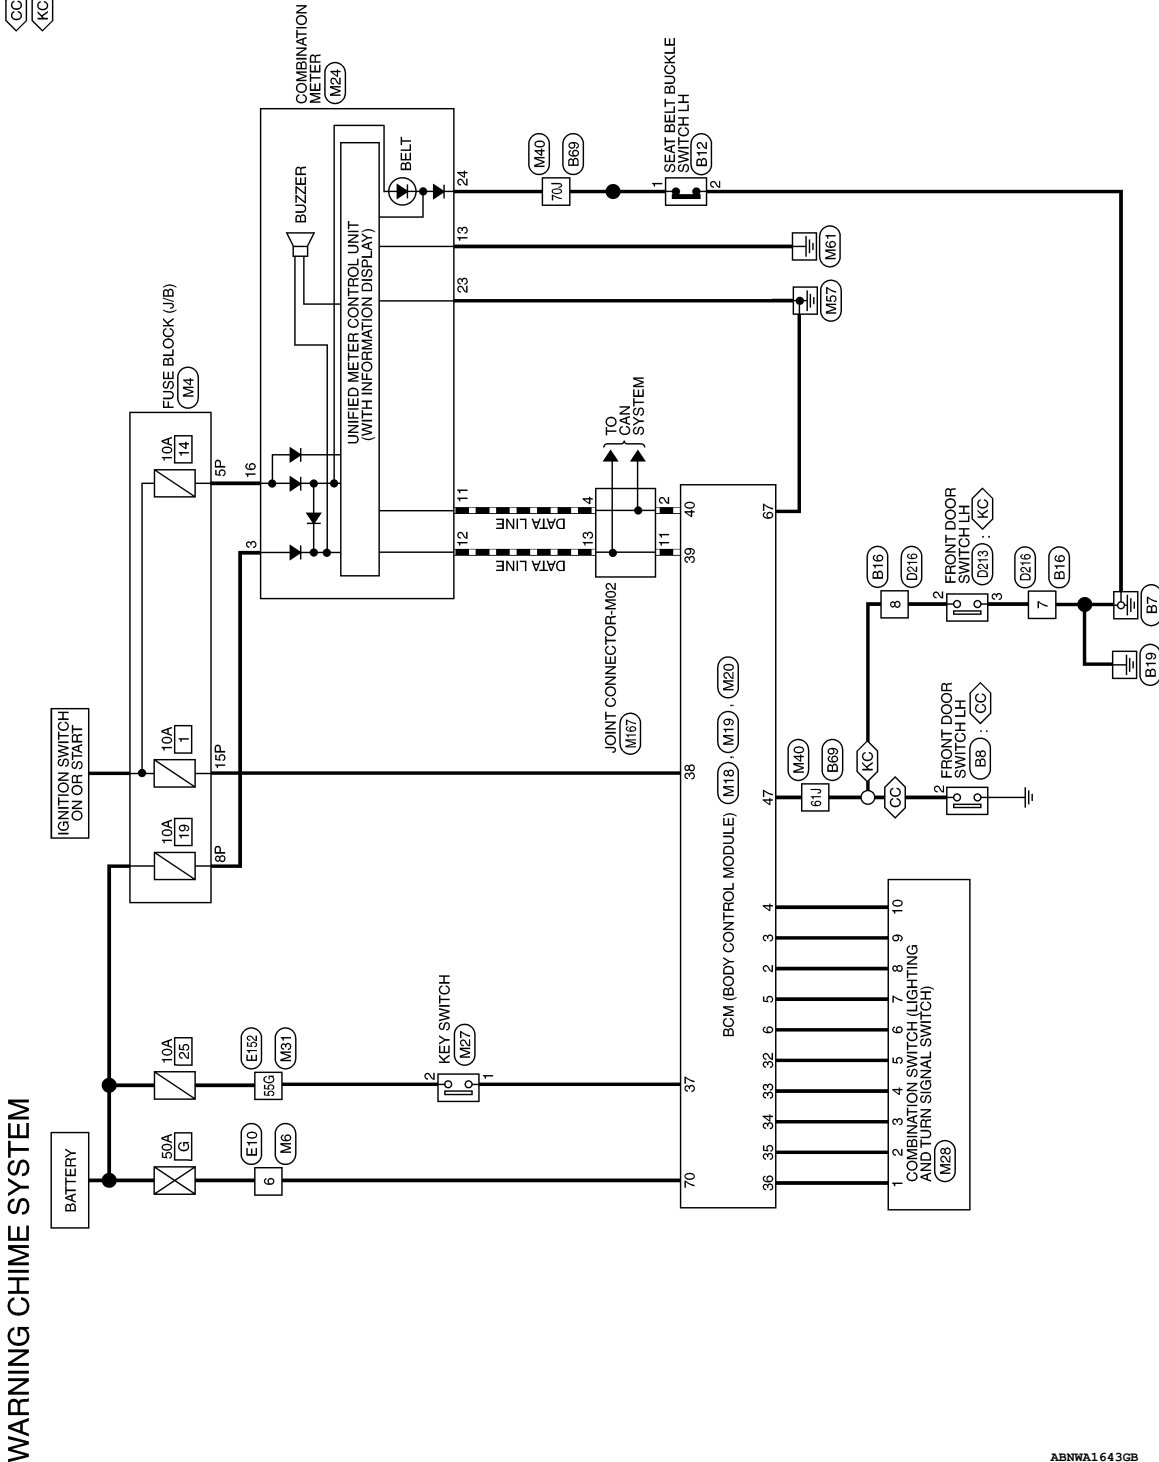 WARNING CHIME SYSTEM
CC
KC
BATTERY
IGNITION SWITCH
ON OR START
50A
G
10A
25
10A
19
10A
1
10A
14
FUSE BLOCK (J/B)
M4
8P
15P
5P
E10
M6
6
E152
M31
55G
KEY SWITCH
M27
2
1
3
16
COMBINATION
METER
M24
BUZZER
BELT
UNIFIED METER CONTROL UNIT
(WITH INFORMATION DISPLAY)
12
11
23
13
24
DATA LINE
DATA LINE
13
4
11
2
JOINT CONNECTOR-M02
M167
TO
CAN
SYSTEM
M40
B69
70J
SEAT BELT BUCKLE
SWITCH LH
B12
1
2
M57
M61
70
37
38
39
40
BCM (BODY CONTROL MODULE)
M18 , M19 , M20
36
35
34
33
32
6
5
2
3
4
47
67
1
2
3
4
5
6
7
8
9
10
COMBINATION SWITCH (LIGHTING
AND TURN SIGNAL SWITCH)
M28
M40
B69
61J
KC
CC
FRONT DOOR
SWITCH LH
B8 : CC
2
B16
D216
8
FRONT DOOR
SWITCH LH
D213 : KC
2
3
D216
B16
7
B19
B7
ABNWA1643GB